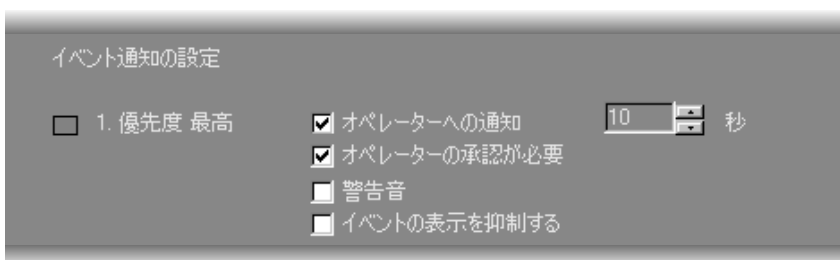 イベント通知の設定
1. 優先度 最高
オペレーターへの通知 10 秒
オペレーターの承認が必要
警告音
イベントの表示を抑制する